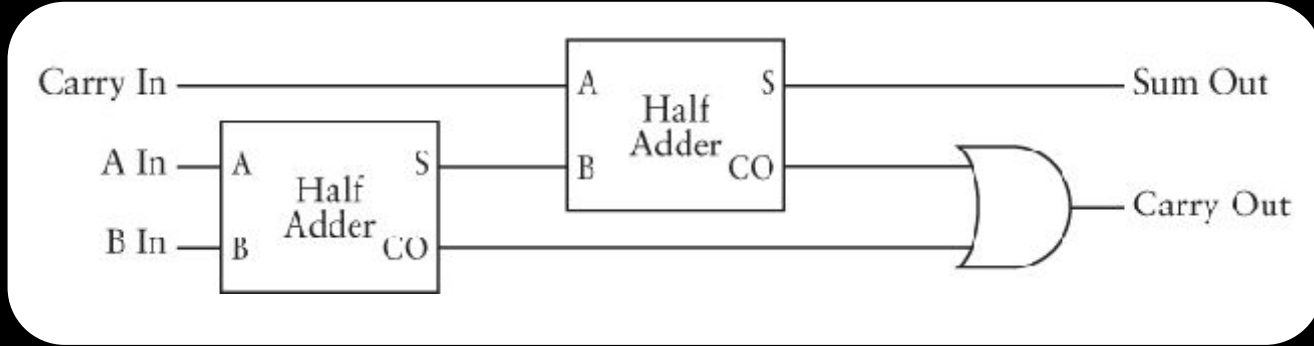 Carry In
A
S
Sum Out
Half
Adder
A In
A
S
B
CO
Half
Adder
Carry Out
B In
B
CO